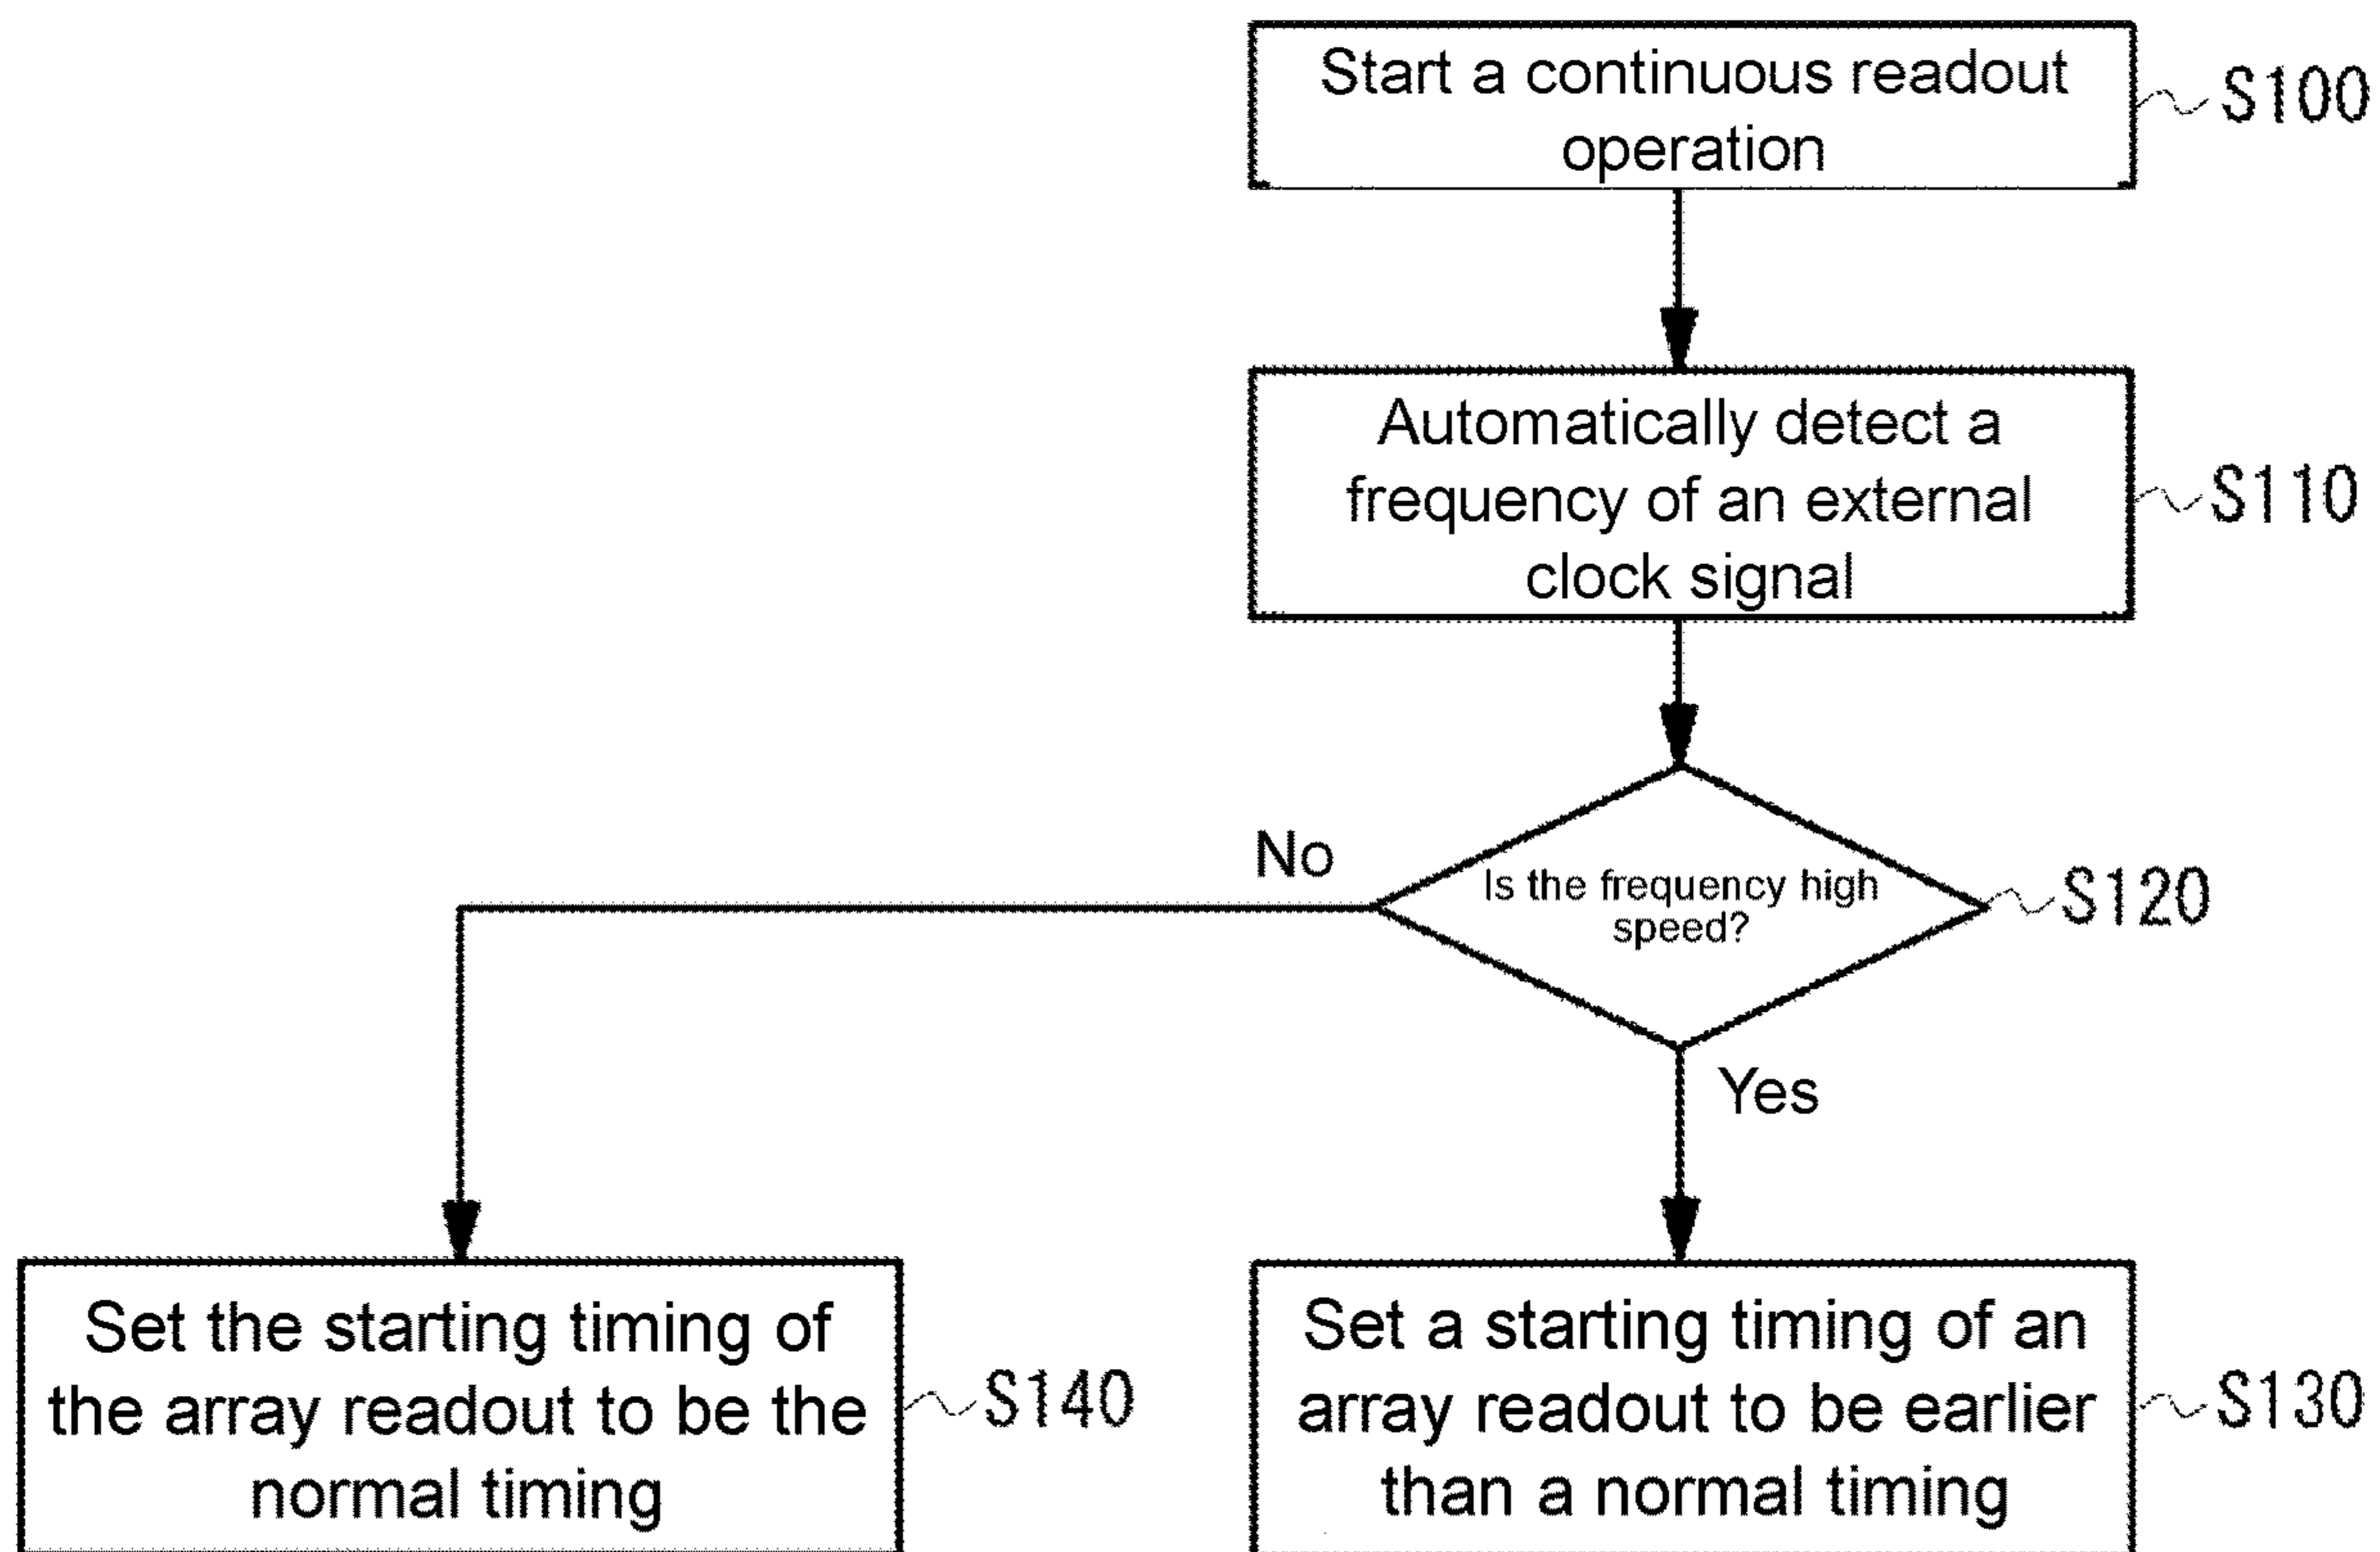 Start a continuous readout
operation
S100
Automatically detect a
frequency of an external
clock signal
S110
No
Is the frequency high
speed?
S120
Yes
Set the starting timing of
the array readout to be the
normal timing
S140
Set a starting timing of an
array readout to be earlier
than a normal timing
S130